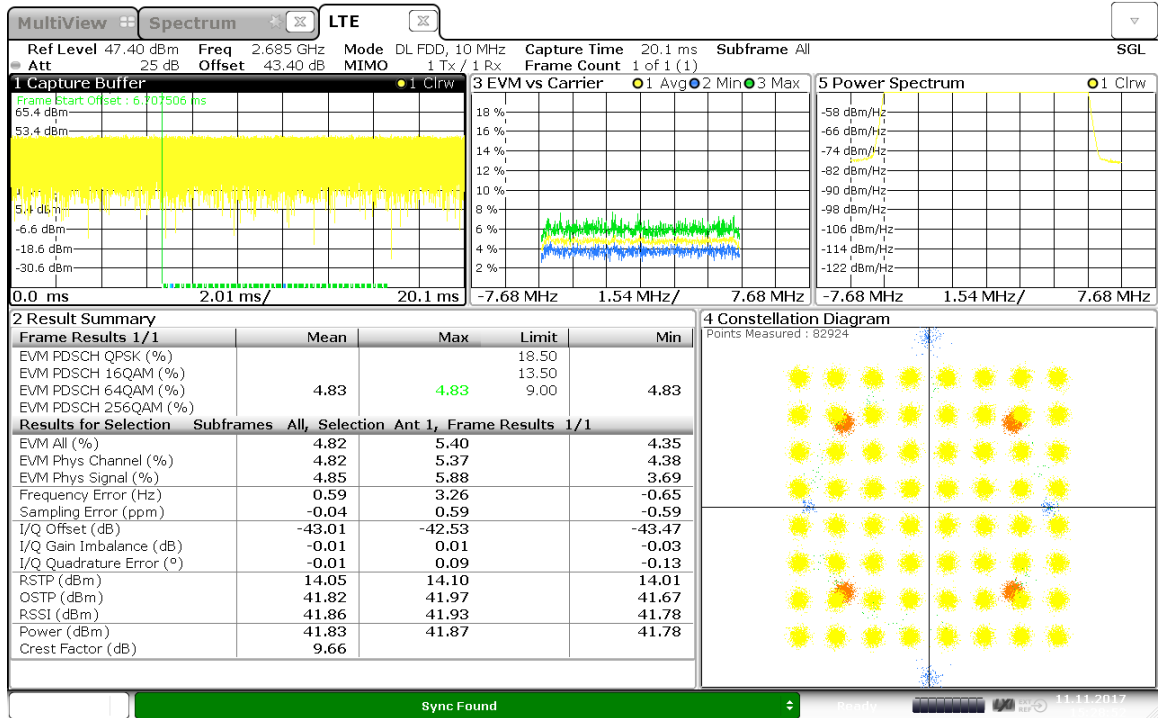 MultiView Spectrum LTE
Ref Level 47.40 dBm Freq 2.685 GHz Mode DL FDD, 10 MHz Capture Time 20.1 ms Subframe All SGL
Att 25 dB Offset 43.40 dB MIMO 1 Tx / 1 Rx Frame Count 1 of 1 (1)
1 Capture Buffer 1 Clrw
Frame Start Offset : 6.707506 ms
65.4 dBm
53.4 dBm
5.4 dBm
-6.6 dBm
-18.6 dBm
-30.6 dBm
0.0 ms 2.01 ms/ 20.1 ms
3 EVM vs Carrier 1 Avg 2 Min 3 Max
18 %
16 %
14 %
12 %
10 %
8 %
6 %
4 %
2 %
-7.68 MHz 1.54 MHz/ 7.68 MHz
5 Power Spectrum 1 Clrw
-58 dBm/Hz
-66 dBm/Hz
-74 dBm/Hz
-82 dBm/Hz
-90 dBm/Hz
-98 dBm/Hz
-106 dBm/Hz
-114 dBm/Hz
-122 dBm/Hz
-7.68 MHz 1.54 MHz/ 7.68 MHz
2 Result Summary
Frame Results 1/1 Mean Max Limit Min
EVM PDSCH QPSK (%) 18.50
EVM PDSCH 16QAM (%) 13.50
EVM PDSCH 64QAM (%) 4.83 4.83 9.00 4.83
EVM PDSCH 256QAM (%)
Results for Selection Subframes All, Selection Ant 1, Frame Results 1/1
EVM All (%) 4.82 5.40 4.35
EVM Phys Channel (%) 4.82 5.37 4.38
EVM Phys Signal (%) 4.85 5.88 3.69
Frequency Error (Hz) 0.59 3.26 -0.65
Sampling Error (ppm) -0.04 0.59 -0.59
I/Q Offset (dB) -43.01 -42.53 -43.47
I/Q Gain Imbalance (dB) -0.01 0.01 -0.03
I/Q Quadrature Error (°) -0.01 0.09 -0.13
RSTP (dBm) 14.05 14.10 14.01
OSTP (dBm) 41.82 41.97 41.67
RSSI (dBm) 41.86 41.93 41.78
Power (dBm) 41.83 41.87 41.78
Crest Factor (dB) 9.66
4 Constellation Diagram
Points Measured : 82924
Sync Found
Ready
LXI
11.11.2017